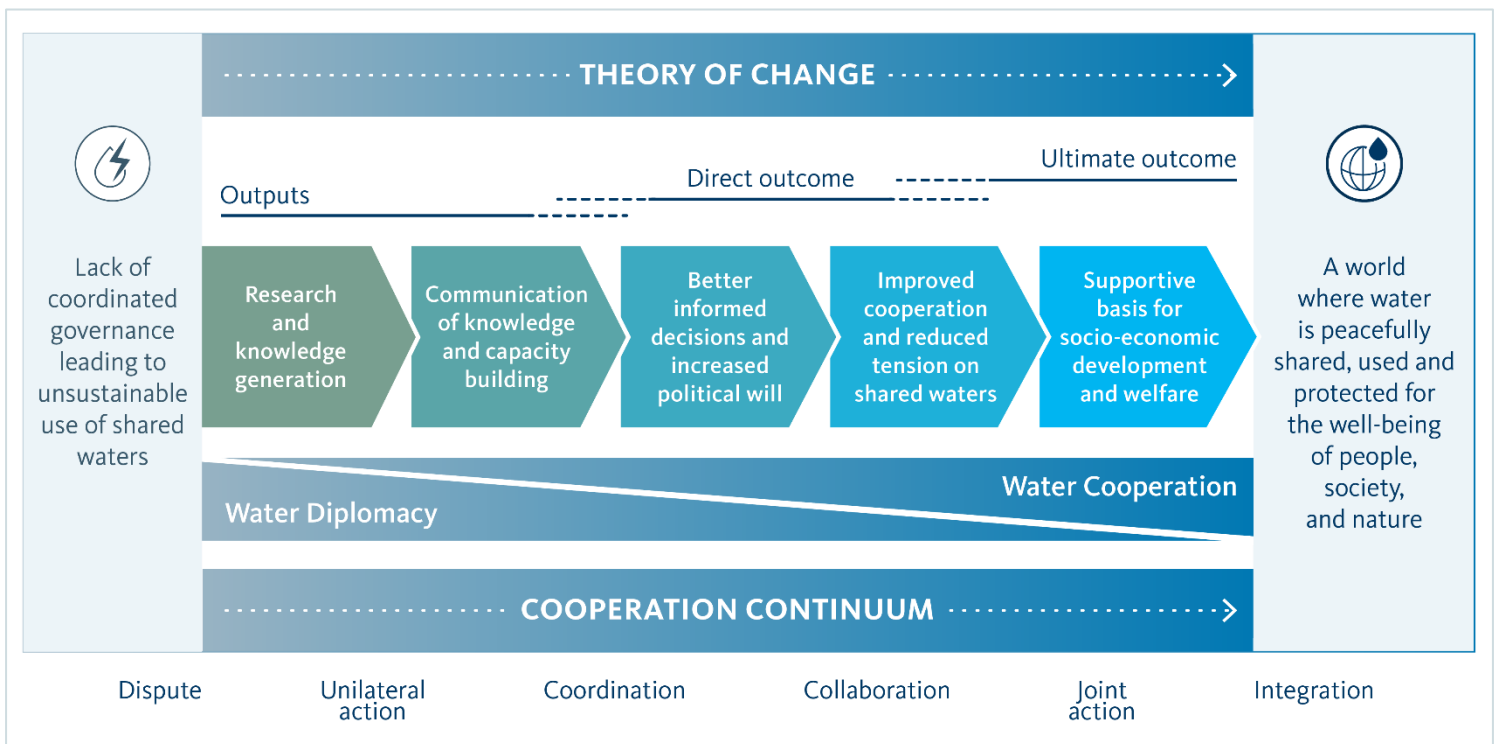 THEORY OF CHANGE
Lack of
coordinated
governance
leading to
unsustainable
use of shared
waters
Outputs
Direct outcome
Ultimate outcome
Research
and
knowledge
generation
Communication
of knowledge
and capacity
building
Better
informed
decisions and
increased
political will
Improved
cooperation
and reduced
tension on
shared waters
Supportive
basis for
socio-economic
development
and welfare
A world
where water
is peacefully
shared, used and
protected for
the well-being
of people,
society,
and nature
Water Diplomacy
Water Cooperation
COOPERATION CONTINUUM
Dispute
Unilateral
action
Coordination
Collaboration
Joint
action
Integration